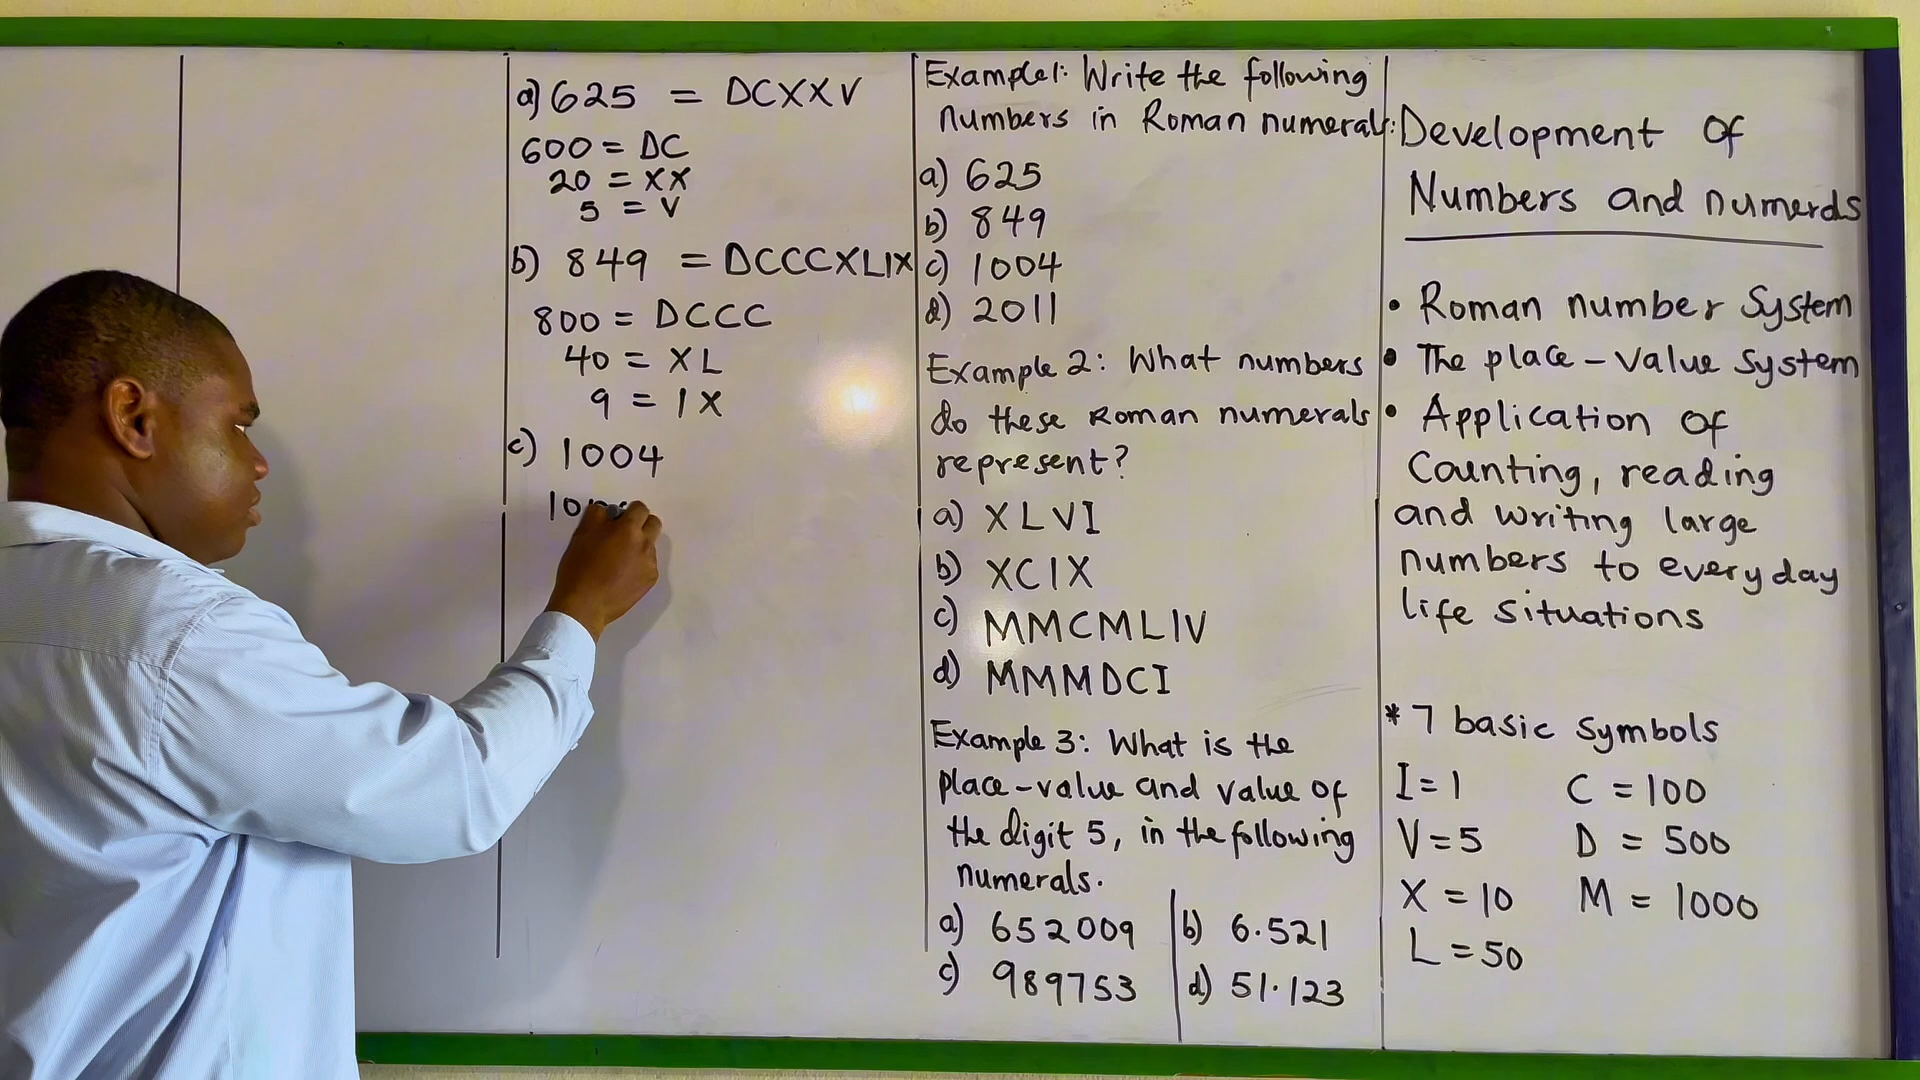 a) 625 = DCXXV
600 = DC
20 = XX
5 = V
b) 849 = DCCCXLIX
800 = DCCC
40 = XL
9 = IX
c) 1004
Example1: Write the following
numbers in Roman numerals:
a) 625
b) 849
c) 1004
d) 2011
Example 2: What numbers
do these Roman numerals
represent?
a) XLVI
b) XCIX
c) MMCMLIV
d) MMMDCI
Example 3: What is the
place-value and value of
the digit 5, in the following
numerals.
a) 652009
b) 6.521
c) 989753
d) 51.123
Development of
Numbers and numerals
• Roman number System
• The place-value system
• Application of
Counting, reading
and writing large
numbers to everyday
life situations
* 7 basic symbols
I = 1 C = 100
V = 5 D = 500
X = 10 M = 1000
L = 50